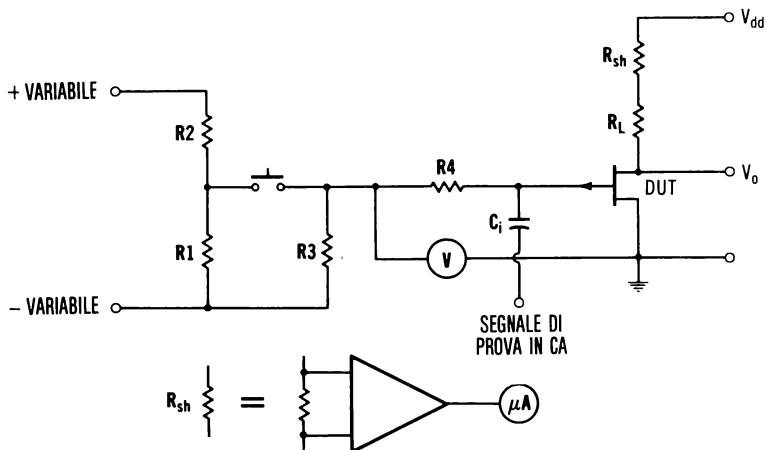 V_dd
R_sh
+ VARIABILE
R2
R_L
R4
V_o
DUT
C_i
R1
R3
V
− VARIABILE
SEGNALE DI
PROVA IN CA
R_sh
=
μA